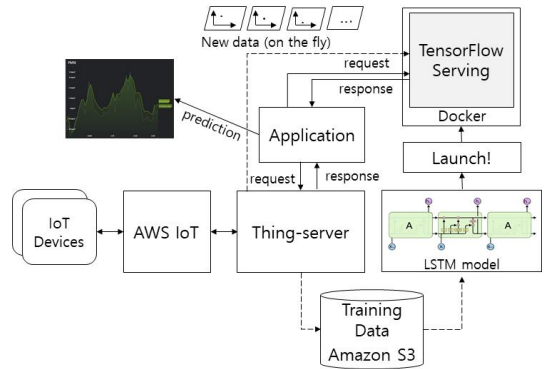 New data (on the fly)
...
TensorFlow
Serving
request
response
Docker
prediction
Application
Launch!
request
response
IoT
Devices
AWS IoT
Thing-server
A
A
LSTM model
Training
Data
Amazon S3